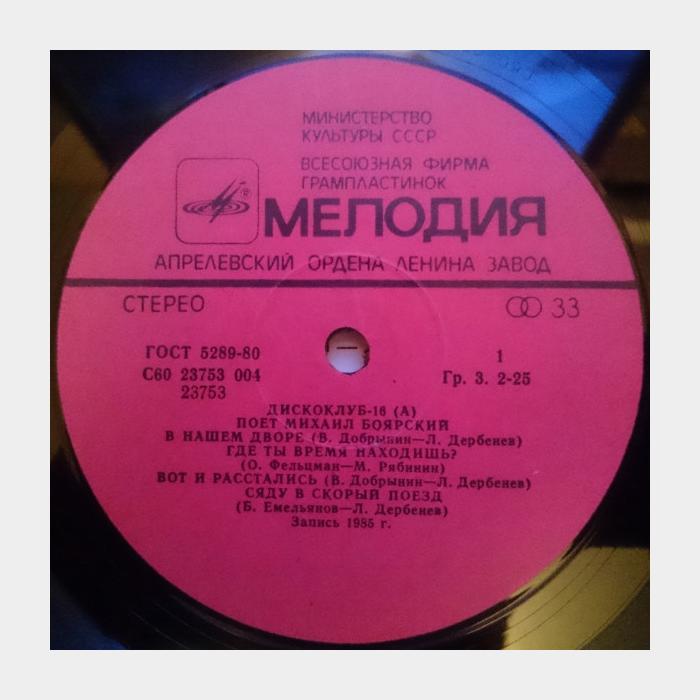 МИНИСТЕРСТВО
КУЛЬТУРЫ СССР
ВСЕСОЮЗНАЯ ФИРМА
ГРАМПЛАСТИНОК
® МЕЛОДИЯ
АПРЕЛЕВСКИЙ ОРДЕНА ЛЕНИНА ЗАВОД
СТЕРЕО 33
ГОСТ 5289-80 1
С60 23753 004 Гр. 3. 2-25
23753
ДИСКОКЛУБ-16 (А)
ПОЕТ МИХАИЛ БОЯРСКИЙ
В НАШЕМ ДВОРЕ (В. Добрынин—Л. Дербенев)
ГДЕ ТЫ ВРЕМЯ НАХОДИШЬ?
(О. Фельцман—М. Рябинин)
ВОТ И РАССТАЛИСЬ (В. Добрынин—Л. Дербенев)
СЯДУ В СКОРЫЙ ПОЕЗД
(Б. Емельянов—Л. Дербенев)
Запись 1985 г.